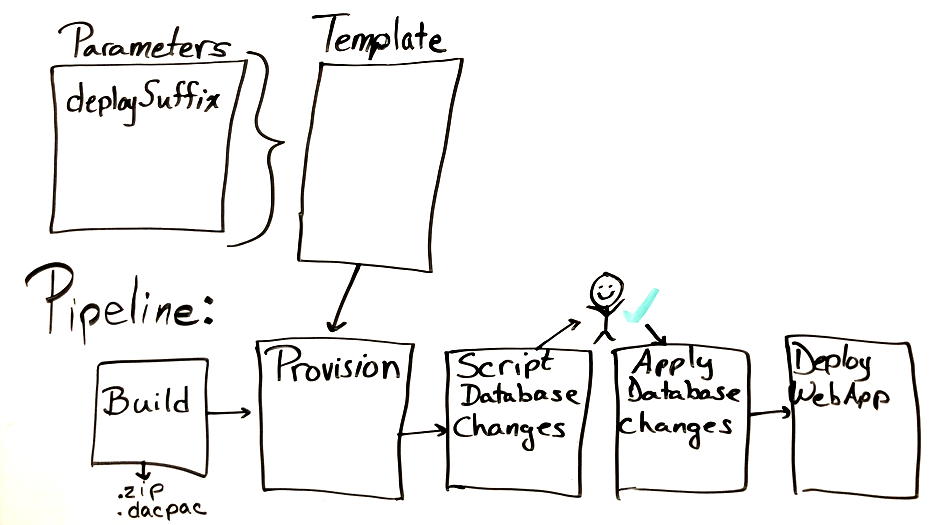 Parameters
deploySuffix
Template
Pipeline:
Build
.zip
.dacpac
Provision
Script
Database
Changes
Apply
Database
changes
Deploy
WebApp